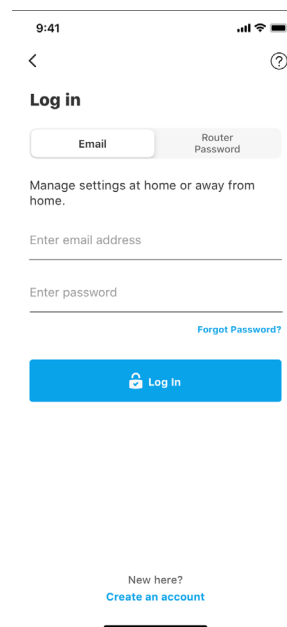 9:41
Log in
Email
Router
Password
Manage settings at home or away from
home.
Enter email address
Enter password
Forgot Password?
Log In
New here?
Create an account